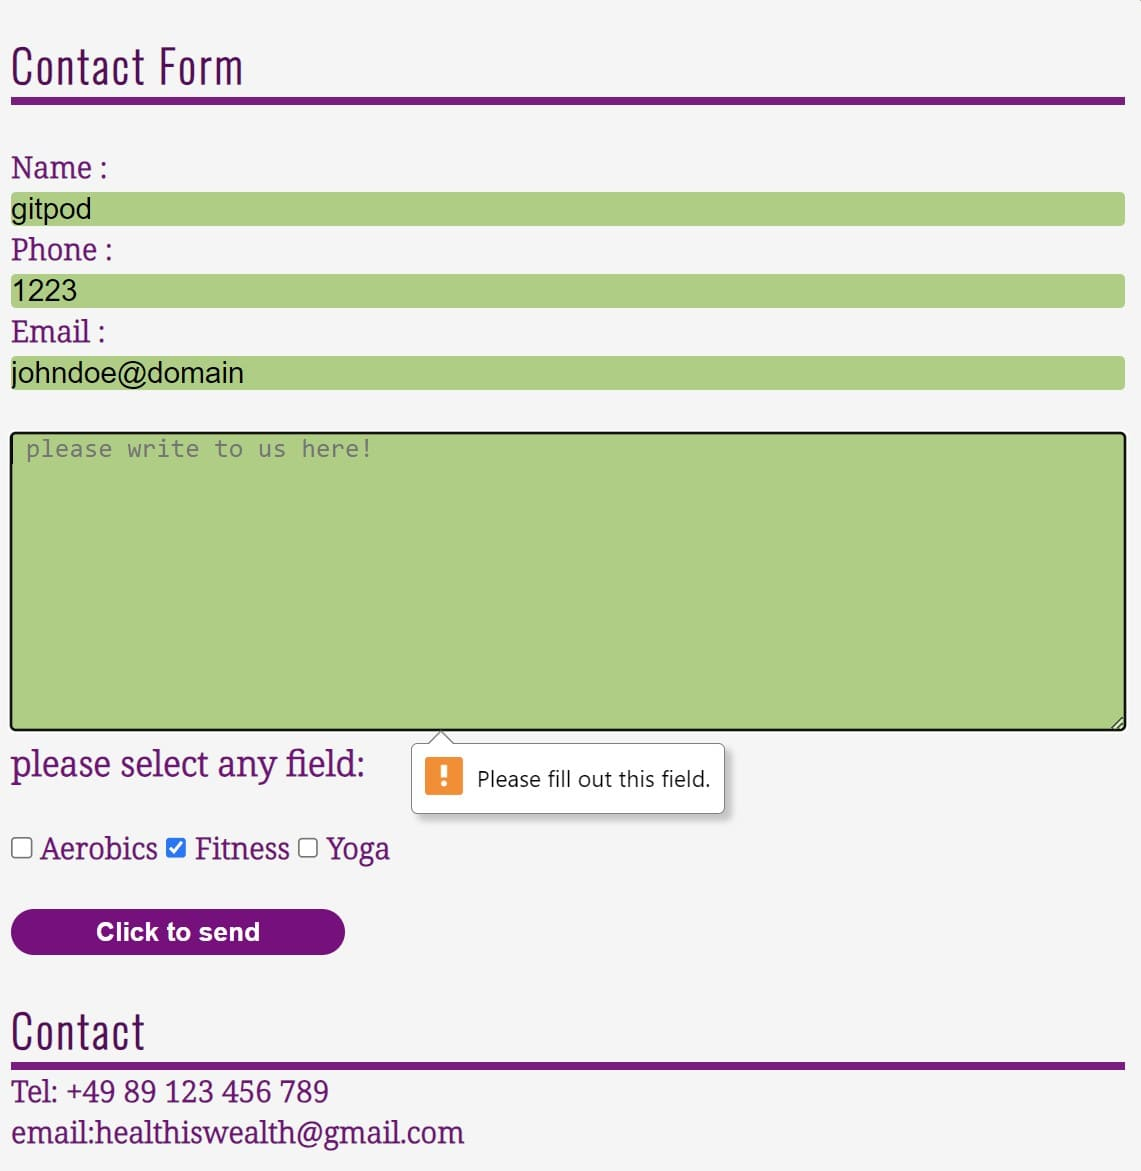 Contact Form
Name :
gitpod
Phone :
1223
Email :
johndoe@domain
please write to us here!
please select any field:
Please fill out this field.
Aerobics Fitness Yoga
Click to send
Contact
Tel: +49 89 123 456 789
email:healthiswealth@gmail.com